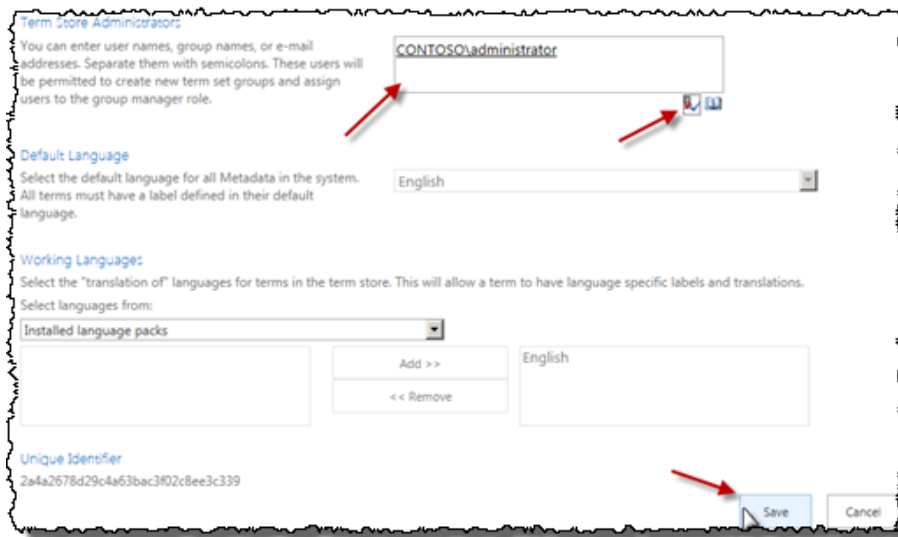 Term Store Administrators
You can enter user names, group names, or e-mail
addresses. Separate them with semicolons. These users will
be permitted to create new term set groups and assign
users to the group manager role.
CONTOSO\administrator
Default Language
Select the default language for all Metadata in the system.
All terms must have a label defined in their default
language.
English
Working Languages
Select the "translation of" languages for terms in the term store. This will allow a term to have language specific labels and translations.
Select languages from:
Installed language packs
Add >>
<< Remove
English
Unique Identifier
2a4a2678d29c4a63bac3f02c8ee3c339
Save
Cancel